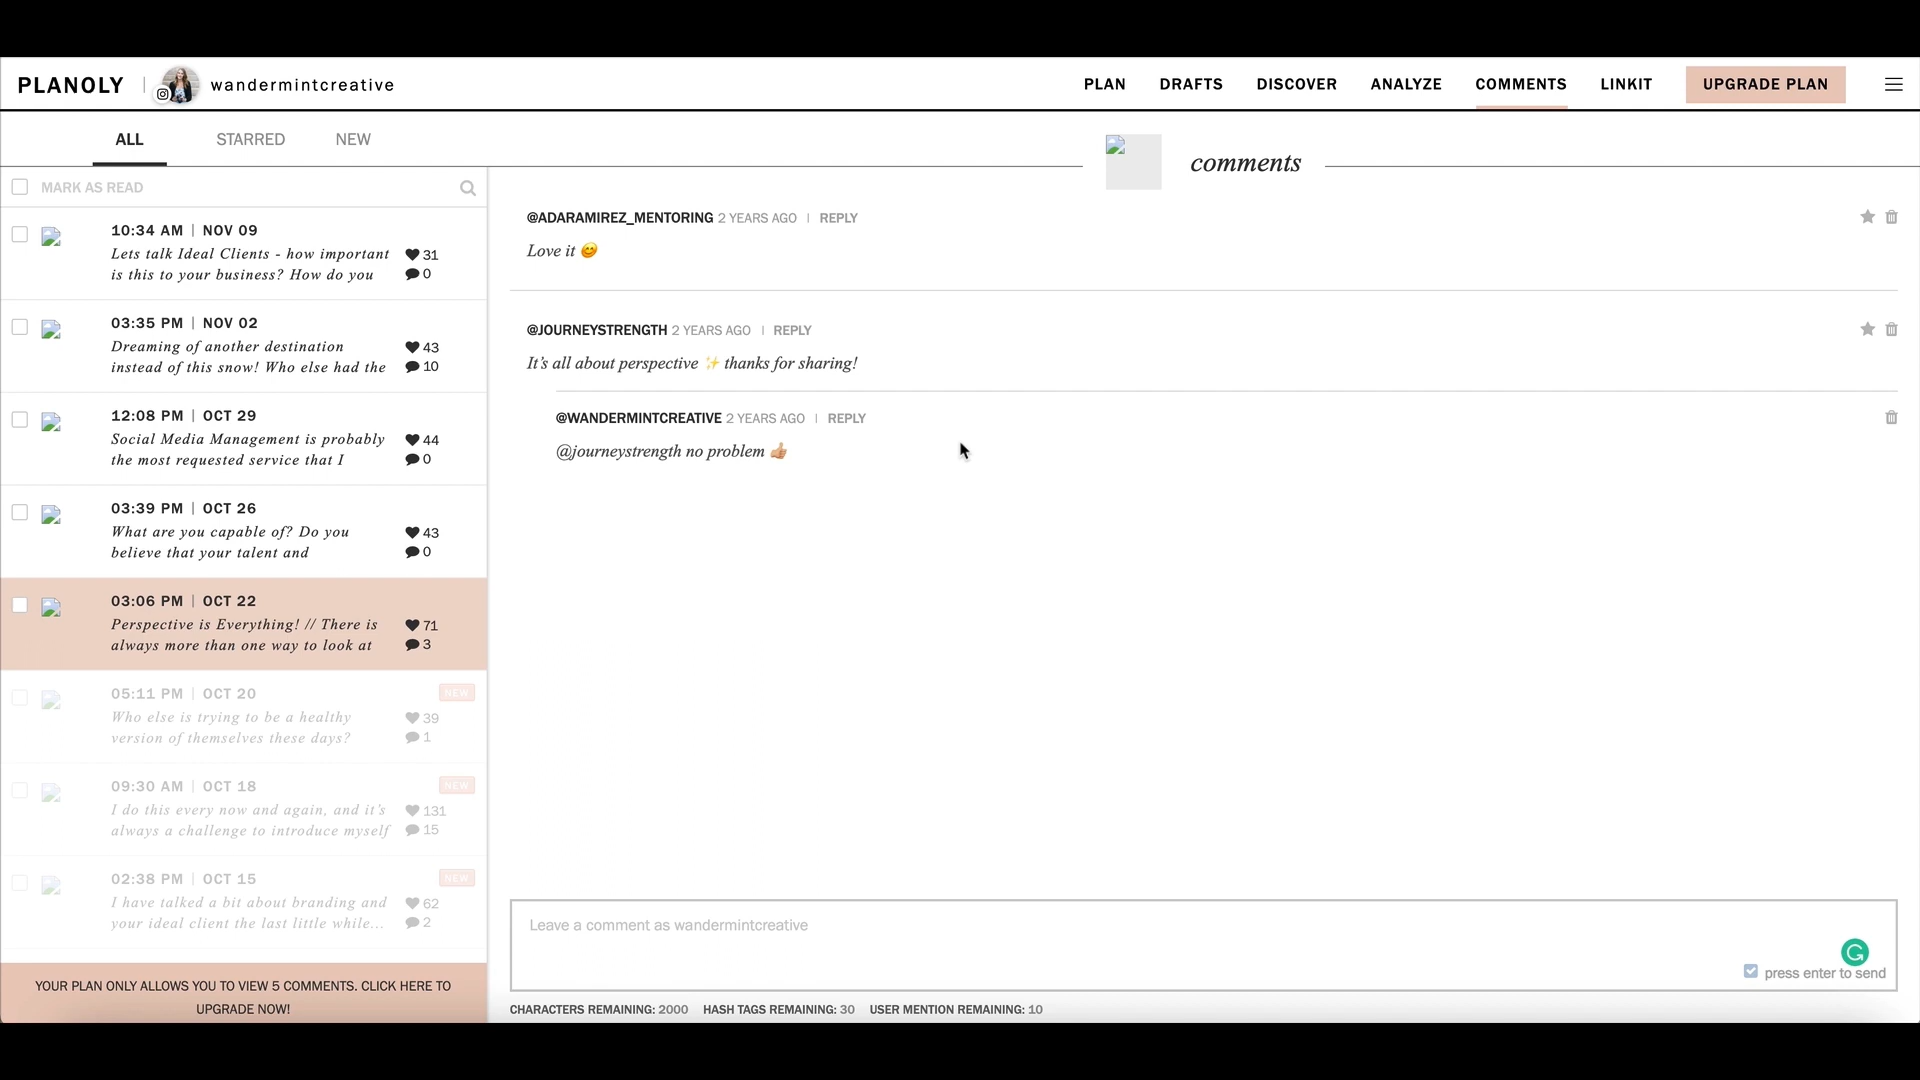 PLANOLY | wandermintcreative
PLAN DRAFTS DISCOVER ANALYZE COMMENTS LINKIT UPGRADE PLAN
ALL STARRED NEW
comments
MARK AS READ
10:34 AM | NOV 09
Lets talk Ideal Clients - how important 31
is this to your business? How do you 0
03:35 PM | NOV 02
Dreaming of another destination 43
instead of this snow! Who else had the 10
12:08 PM | OCT 29
Social Media Management is probably 44
the most requested service that I 0
03:39 PM | OCT 26
What are you capable of? Do you 43
believe that your talent and 0
03:06 PM | OCT 22
Perspective is Everything! // There is 71
always more than one way to look at 3
05:11 PM | OCT 20 NEW
Who else is trying to be a healthy 39
version of themselves these days? 1
09:30 AM | OCT 18 NEW
I do this every now and again, and it's 131
always a challenge to introduce myself 15
02:38 PM | OCT 15 NEW
I have talked a bit about branding and 62
your ideal client the last little while... 2
YOUR PLAN ONLY ALLOWS YOU TO VIEW 5 COMMENTS. CLICK HERE TO
UPGRADE NOW!
@ADARAMIREZ_MENTORING 2 YEARS AGO | REPLY
Love it 😊
@JOURNEYSTRENGTH 2 YEARS AGO | REPLY
It's all about perspective ✨ thanks for sharing!
@WANDERMINTCREATIVE 2 YEARS AGO | REPLY
@journeystrength no problem 👍🏼
Leave a comment as wandermintcreative
press enter to send
CHARACTERS REMAINING: 2000 HASH TAGS REMAINING: 30 USER MENTION REMAINING: 10